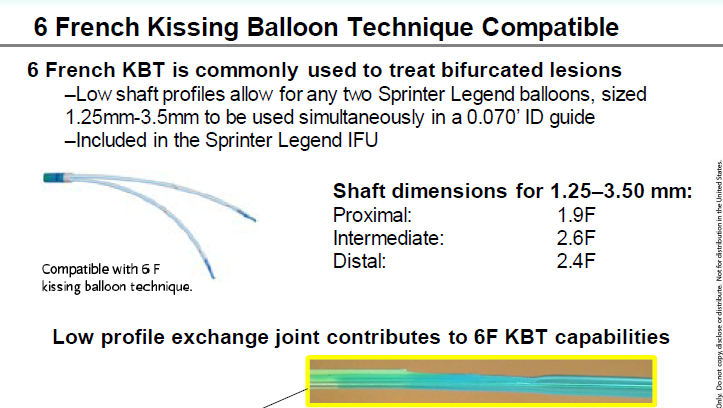 6 French Kissing Balloon Technique Compatible
6 French KBT is commonly used to treat bifurcated lesions
–Low shaft profiles allow for any two Sprinter Legend balloons, sized
1.25mm-3.5mm to be used simultaneously in a 0.070’ ID guide
–Included in the Sprinter Legend IFU
Compatible with 6 F
kissing balloon technique.
Shaft dimensions for 1.25–3.50 mm:
Proximal: 1.9F
Intermediate: 2.6F
Distal: 2.4F
Low profile exchange joint contributes to 6F KBT capabilities
Only. Do not copy, disclose or distribute. Not for distribution in the United States.